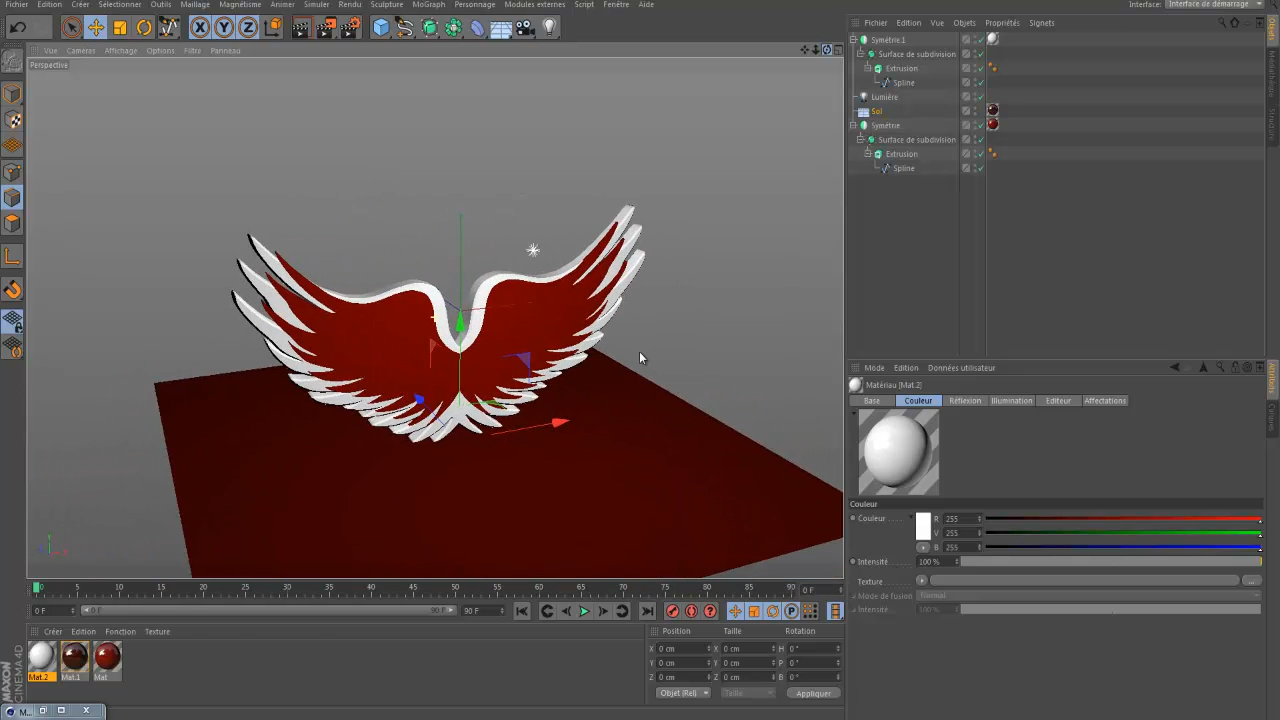 Fichier Edition Créer Sélectionner Outils Maillage Magnétisme Animer Simuler Rendu Sculpture MoGraph Personnage Modules externes Script Fenêtre Aide Interface: Interface de démarrage
Vue Caméras Affichage Options Filtre Panneau
Perspective
Fichier Edition Vue Objets Propriétés Signets
Symétrie.1
Surface de subdivision
Extrusion
Spline
Lumière
Sol
Symétrie
Surface de subdivision
Extrusion
Spline
Objets
Médiathèque
Structure
Mode Edition Données utilisateur
Matériau [Mat.2]
Base Couleur Réflexion Illumination Editeur Affectations
Attributs
Calques
Couleur
Couleur R 255
V 255
B 255
Intensité 100 %
Texture
Mode de fusion Normal
Intensité 100 %
0 5 10 15 20 25 30 35 40 45 50 55 60 65 70 75 80 85 90 0 F
0 F 0 F 90 F 90 F
Créer Edition Fonction Texture
Mat.2 Mat.1 Mat
Position Taille Rotation
X 0 cm X 0 cm H 0 °
Y 0 cm Y 0 cm P 0 °
Z 0 cm Z 0 cm B 0 °
Objet (Rel) Taille Appliquer
MAXON
CINEMA 4D
M...